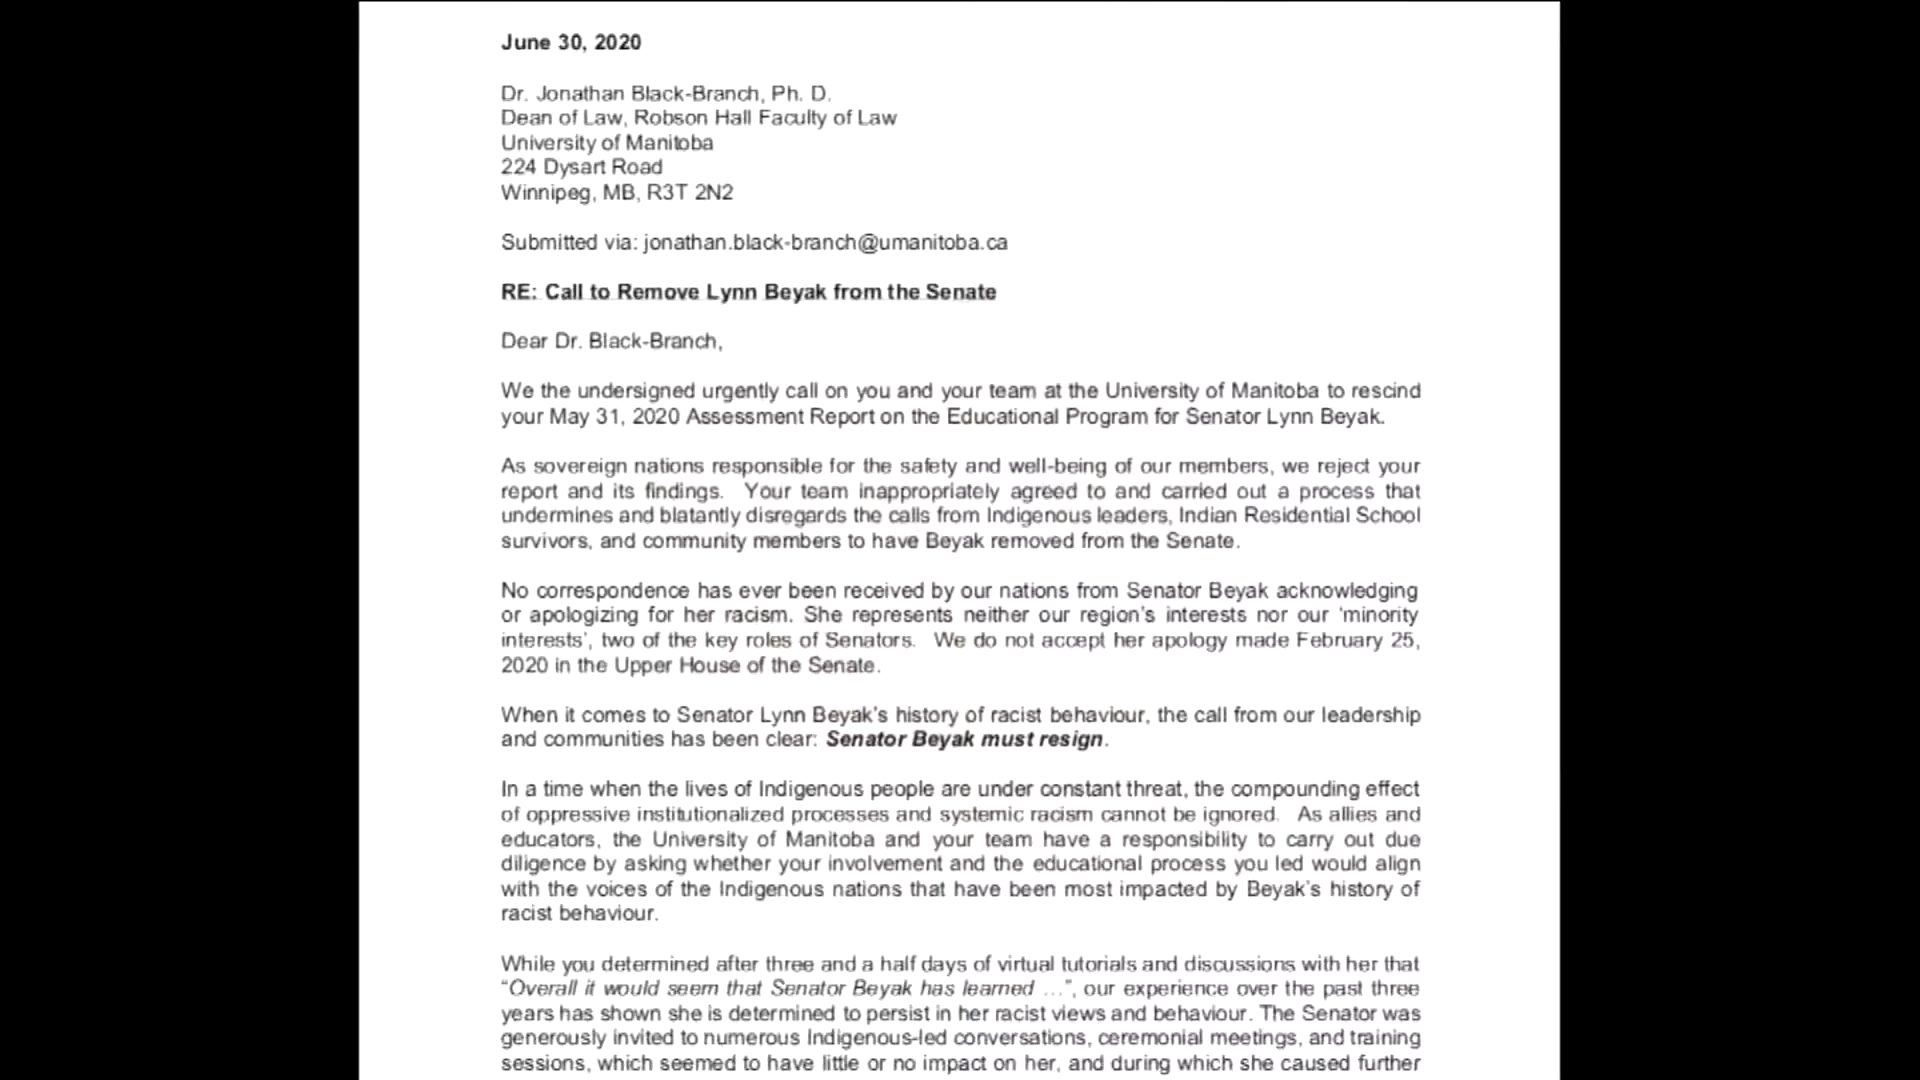 June 30, 2020
Dr. Jonathan Black-Branch, Ph. D.
Dean of Law, Robson Hall Faculty of Law
University of Manitoba
224 Dysart Road
Winnipeg, MB, R3T 2N2
Submitted via: jonathan.black-branch@umanitoba.ca
RE: Call to Remove Lynn Beyak from the Senate
Dear Dr. Black-Branch,
We the undersigned urgently call on you and your team at the University of Manitoba to rescind
your May 31, 2020 Assessment Report on the Educational Program for Senator Lynn Beyak.
As sovereign nations responsible for the safety and well-being of our members, we reject your
report and its findings. Your team inappropriately agreed to and carried out a process that
undermines and blatantly disregards the calls from Indigenous leaders, Indian Residential School
survivors, and community members to have Beyak removed from the Senate.
No correspondence has ever been received by our nations from Senator Beyak acknowledging
or apologizing for her racism. She represents neither our region's interests nor our 'minority
interests', two of the key roles of Senators. We do not accept her apology made February 25,
2020 in the Upper House of the Senate.
When it comes to Senator Lynn Beyak's history of racist behaviour, the call from our leadership
and communities has been clear: Senator Beyak must resign.
In a time when the lives of Indigenous people are under constant threat, the compounding effect
of oppressive institutionalized processes and systemic racism cannot be ignored. As allies and
educators, the University of Manitoba and your team have a responsibility to carry out due
diligence by asking whether your involvement and the educational process you led would align
with the voices of the Indigenous nations that have been most impacted by Beyak's history of
racist behaviour.
While you determined after three and a half days of virtual tutorials and discussions with her that
"Overall it would seem that Senator Beyak has learned …", our experience over the past three
years has shown she is determined to persist in her racist views and behaviour. The Senator was
generously invited to numerous Indigenous-led conversations, ceremonial meetings, and training
sessions, which seemed to have little or no impact on her, and during which she caused further